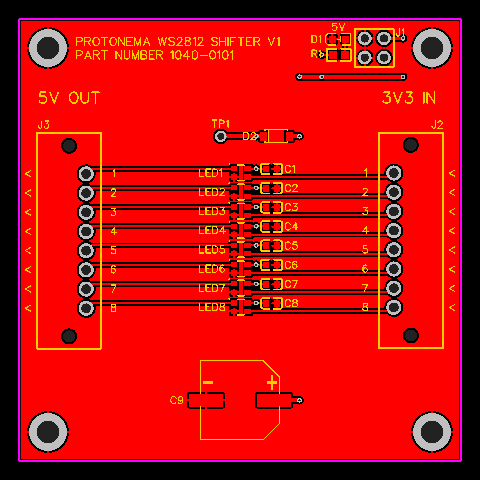 PROTONEMA WS2812 SHIFTER V1
PART NUMBER 1040-0101
5V
D1
J1
R1
5V OUT
3V3 IN
J3
TP1
D2
J2
< 1 LED1 C1 1 <
< 2 LED2 C2 2 <
< 3 LED3 C3 3 <
< 4 LED4 C4 4 <
< 5 LED5 C5 5 <
< 6 LED6 C6 6 <
< 7 LED7 C7 7 <
< 8 LED8 C8 8 <
- +
C9